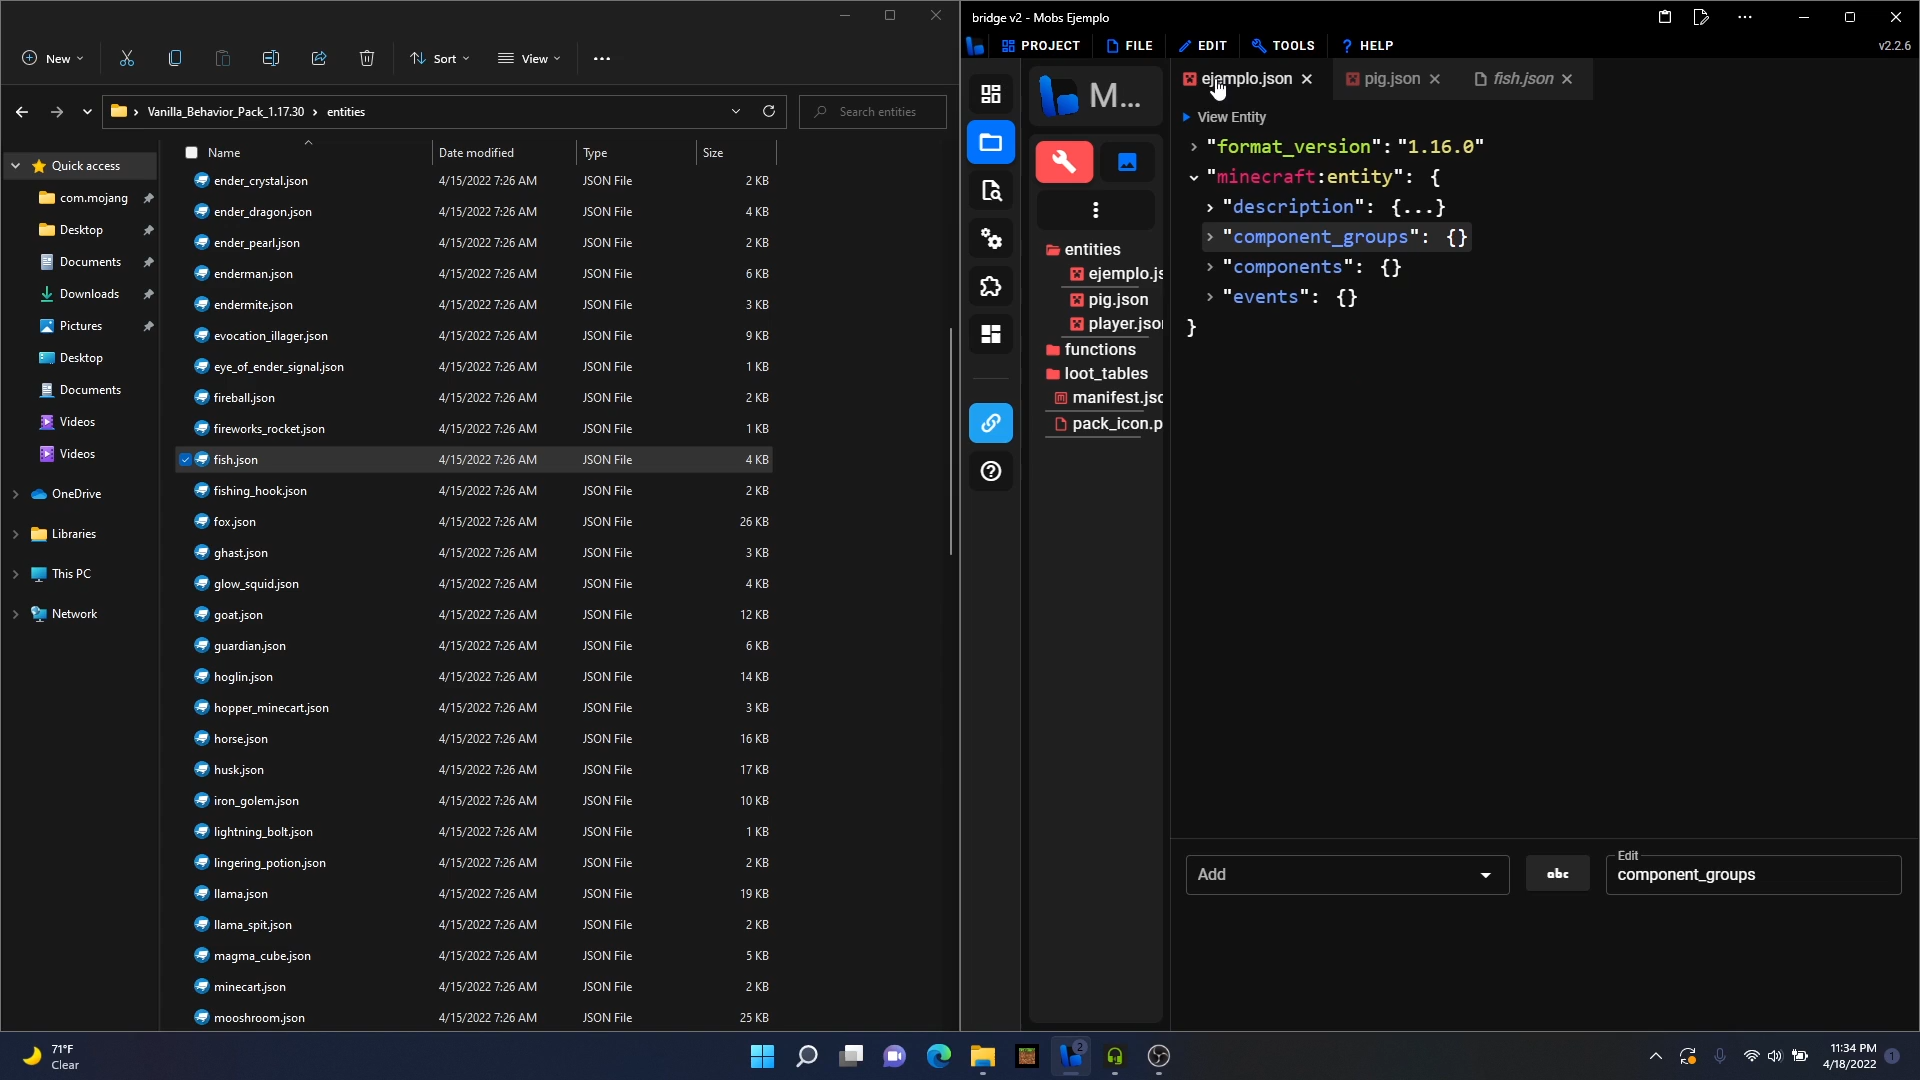 New
Sort
View
Vanilla_Behavior_Pack_1.17.30 > entities
Search entities
Name
Date modified
Type
Size
Quick access
com.mojang
Desktop
Documents
Downloads
Pictures
Desktop
Documents
Videos
Videos
OneDrive
Libraries
This PC
Network
ender_crystal.json 4/15/2022 7:26 AM JSON File 2 KB
ender_dragon.json 4/15/2022 7:26 AM JSON File 4 KB
ender_pearl.json 4/15/2022 7:26 AM JSON File 2 KB
enderman.json 4/15/2022 7:26 AM JSON File 6 KB
endermite.json 4/15/2022 7:26 AM JSON File 3 KB
evocation_illager.json 4/15/2022 7:26 AM JSON File 9 KB
eye_of_ender_signal.json 4/15/2022 7:26 AM JSON File 1 KB
fireball.json 4/15/2022 7:26 AM JSON File 2 KB
fireworks_rocket.json 4/15/2022 7:26 AM JSON File 1 KB
fish.json 4/15/2022 7:26 AM JSON File 4 KB
fishing_hook.json 4/15/2022 7:26 AM JSON File 2 KB
fox.json 4/15/2022 7:26 AM JSON File 26 KB
ghast.json 4/15/2022 7:26 AM JSON File 3 KB
glow_squid.json 4/15/2022 7:26 AM JSON File 4 KB
goat.json 4/15/2022 7:26 AM JSON File 12 KB
guardian.json 4/15/2022 7:26 AM JSON File 6 KB
hoglin.json 4/15/2022 7:26 AM JSON File 14 KB
hopper_minecart.json 4/15/2022 7:26 AM JSON File 3 KB
horse.json 4/15/2022 7:26 AM JSON File 16 KB
husk.json 4/15/2022 7:26 AM JSON File 17 KB
iron_golem.json 4/15/2022 7:26 AM JSON File 10 KB
lightning_bolt.json 4/15/2022 7:26 AM JSON File 1 KB
lingering_potion.json 4/15/2022 7:26 AM JSON File 2 KB
llama.json 4/15/2022 7:26 AM JSON File 19 KB
llama_spit.json 4/15/2022 7:26 AM JSON File 2 KB
magma_cube.json 4/15/2022 7:26 AM JSON File 5 KB
minecart.json 4/15/2022 7:26 AM JSON File 2 KB
mooshroom.json 4/15/2022 7:26 AM JSON File 25 KB
bridge v2 - Mobs Ejemplo
PROJECT
FILE
EDIT
TOOLS
HELP
v2.2.6
M...
entities
ejemplo.js
pig.json
player.jso
functions
loot_tables
manifest.jsc
pack_icon.p
ejemplo.json
pig.json
fish.json
View Entity
"format_version": "1.16.0"
"minecraft:entity": {
"description": {...}
"component_groups": {}
"components": {}
"events": {}
}
Add
abc
Edit
component_groups
71°F
Clear
2
11:34 PM
4/18/2022
1